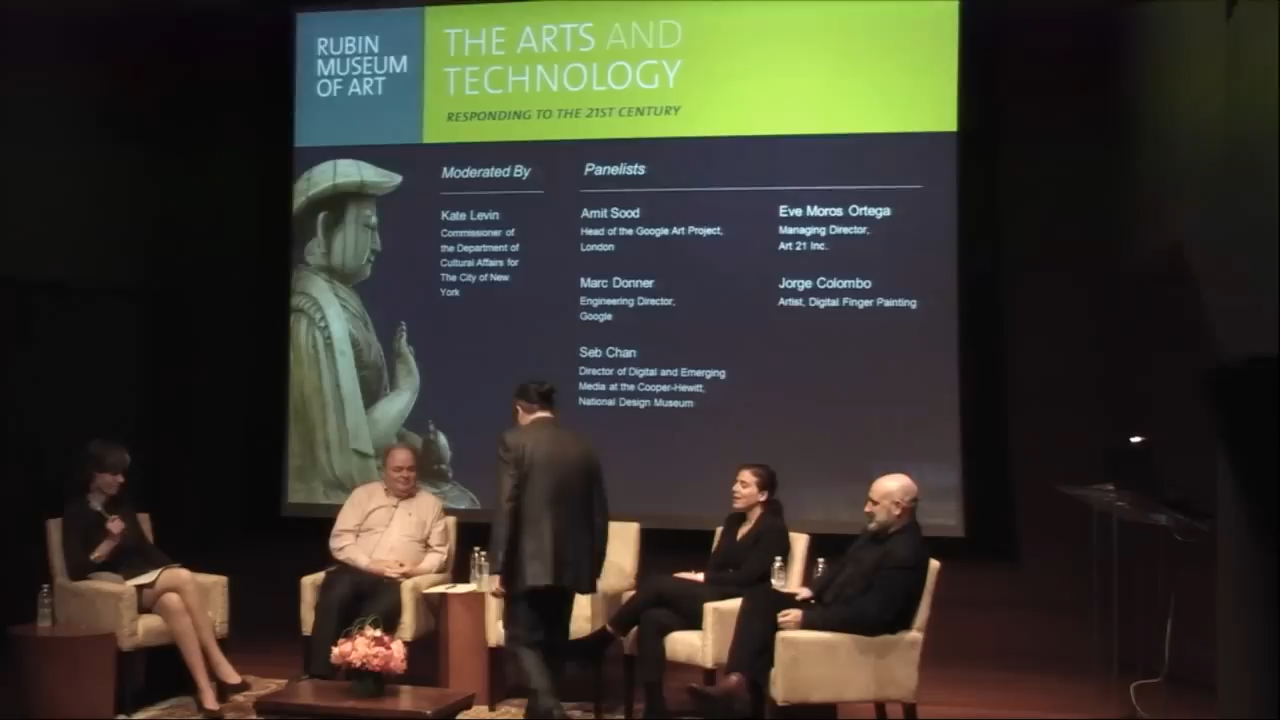 RUBIN
MUSEUM
OF ART
THE ARTS AND
TECHNOLOGY
RESPONDING TO THE 21ST CENTURY
Moderated By
Kate Levin
Commissioner of
the Department of
Cultural Affairs for
The City of New
York
Panelists
Amit Sood
Head of the Google Art Project,
London
Marc Donner
Engineering Director,
Google
Seb Chan
Director of Digital and Emerging
Media at the Cooper-Hewitt,
National Design Museum
Eve Moros Ortega
Managing Director,
Art 21 Inc.
Jorge Colombo
Artist, Digital Finger Painting